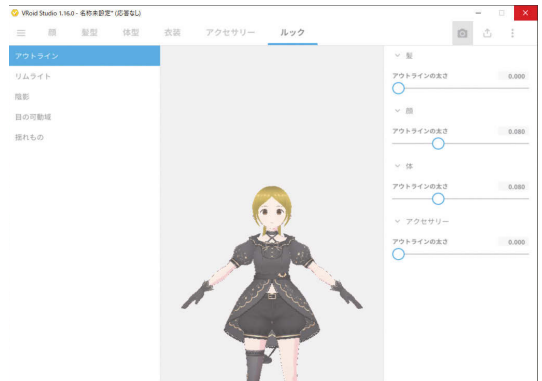 VRoid Studio 1.16.0 - 名称未設定* (応答なし)
顔 髪型 体型 衣装 アクセサリー ルック
アウトライン
リムライト
陰影
目の可動域
揺れもの
髪
アウトラインの太さ 0.000
顔
アウトラインの太さ 0.080
体
アウトラインの太さ 0.080
アクセサリー
アウトラインの太さ 0.000